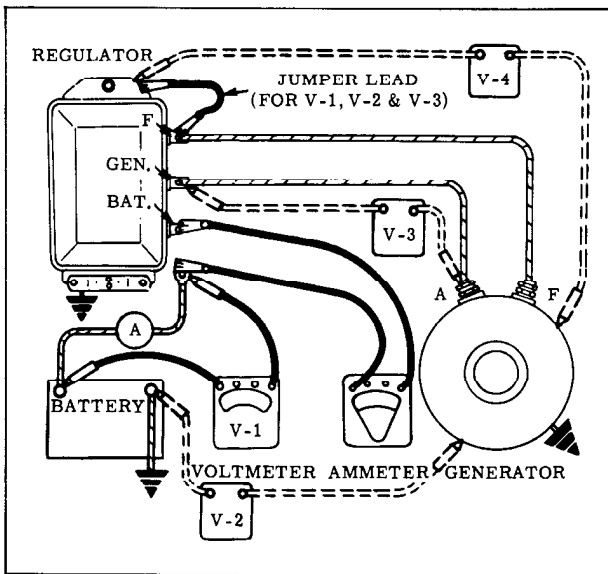 REGULATOR
V-4
JUMPER LEAD
(FOR V-1, V-2 & V-3)
F
GEN.
BAT.
V-3
A
F
A
BATTERY
V-1
VOLTMETER AMMETER GENERATOR
V-2